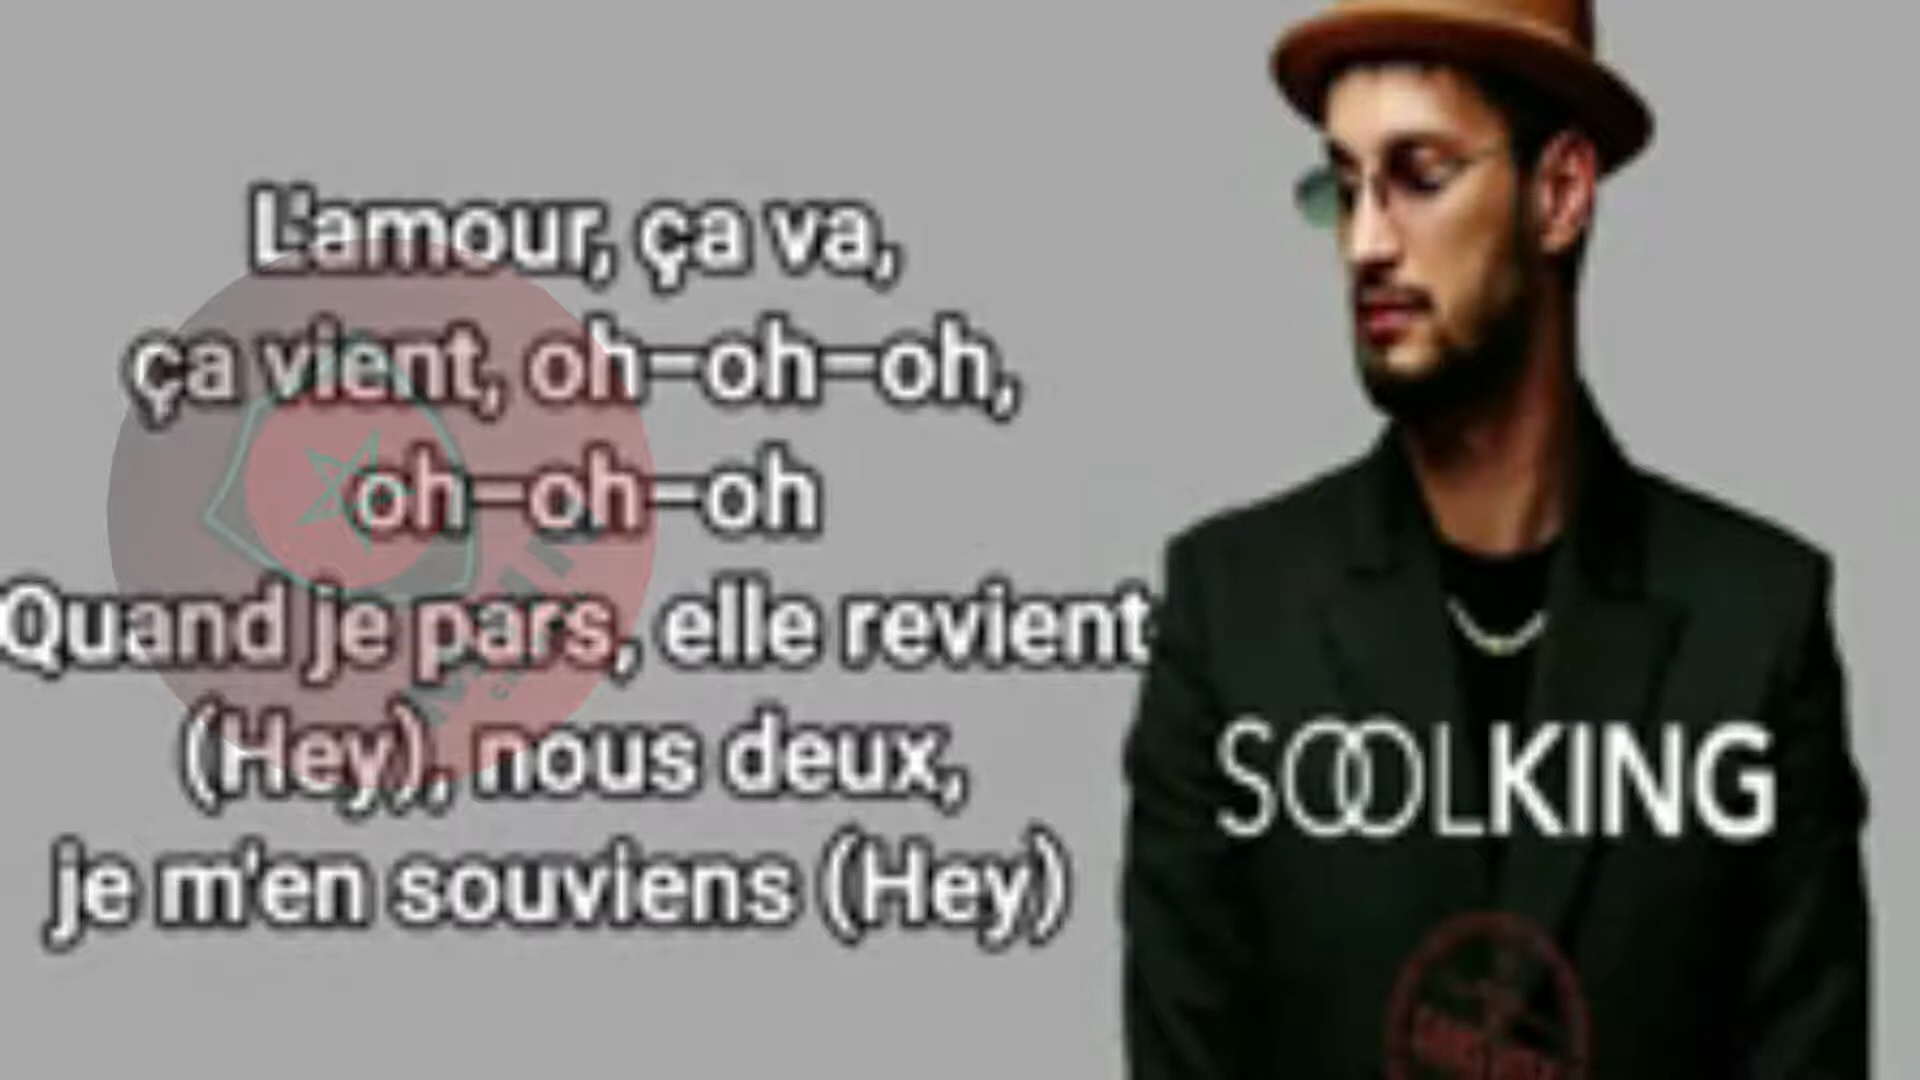 L'amour, ça va,
ça vient, oh-oh-oh,
oh-oh-oh
Quand je pars, elle revient
(Hey), nous deux,
je m'en souviens (Hey)
SOOLKING